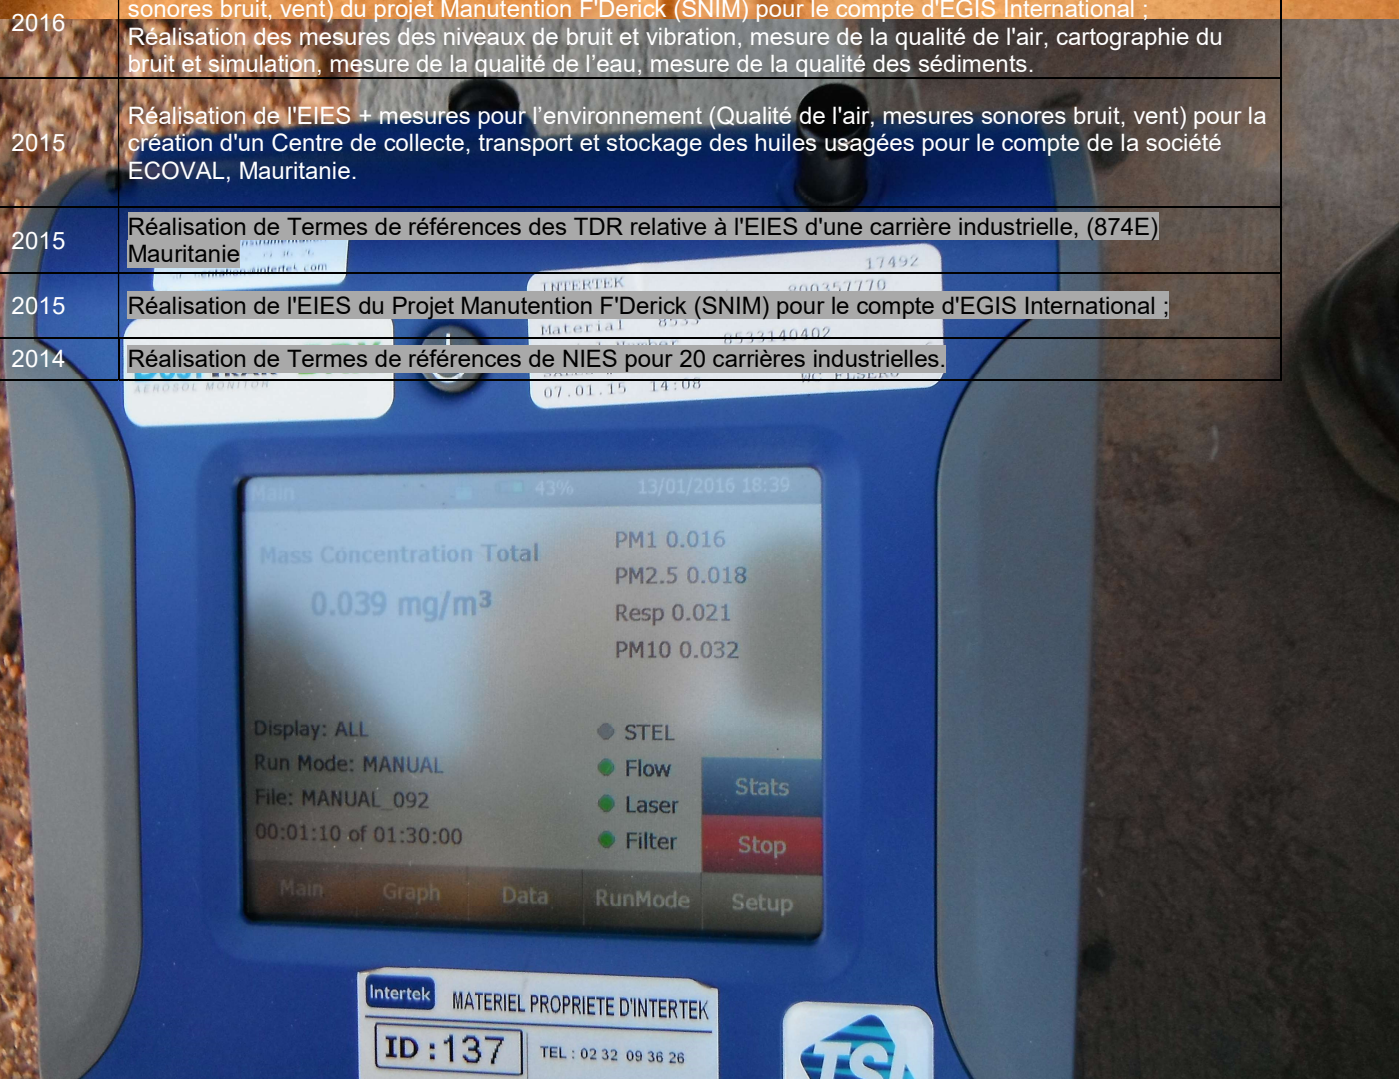 sonores bruit, vent) du projet Manutention F'Derick (SNIM) pour le compte d'EGIS International ;
2016
Réalisation des mesures des niveaux de bruit et vibration, mesure de la qualité de l'air, cartographie du
bruit et simulation, mesure de la qualité de l’eau, mesure de la qualité des sédiments.
Réalisation de l'EIES + mesures pour l’environnement (Qualité de l'air, mesures sonores bruit, vent) pour la
2015
création d'un Centre de collecte, transport et stockage des huiles usagées pour le compte de la société
ECOVAL, Mauritanie.
2015
Réalisation de Termes de références des TDR relative à l'EIES d'une carrière industrielle, (874E)
Mauritanie
2015
Réalisation de l'EIES du Projet Manutention F'Derick (SNIM) pour le compte d'EGIS International ;
2014
Réalisation de Termes de références de NIES pour 20 carrières industrielles.
17492
INTERTEK
800357770
Material 8533
8533140402
07.01.15 14:08
AEROSOL MONITOR
Main 43% 13/01/2016 18:39
Mass Concentration Total
0.039 mg/m³
PM1 0.016
PM2.5 0.018
Resp 0.021
PM10 0.032
Display: ALL
Run Mode: MANUAL
File: MANUAL_092
00:01:10 of 01:30:00
STEL
Flow
Laser
Filter
Stats
Stop
Main Graph Data RunMode Setup
Intertek MATERIEL PROPRIETE D'INTERTEK
ID :137 TEL : 02 32 09 36 26
TSI